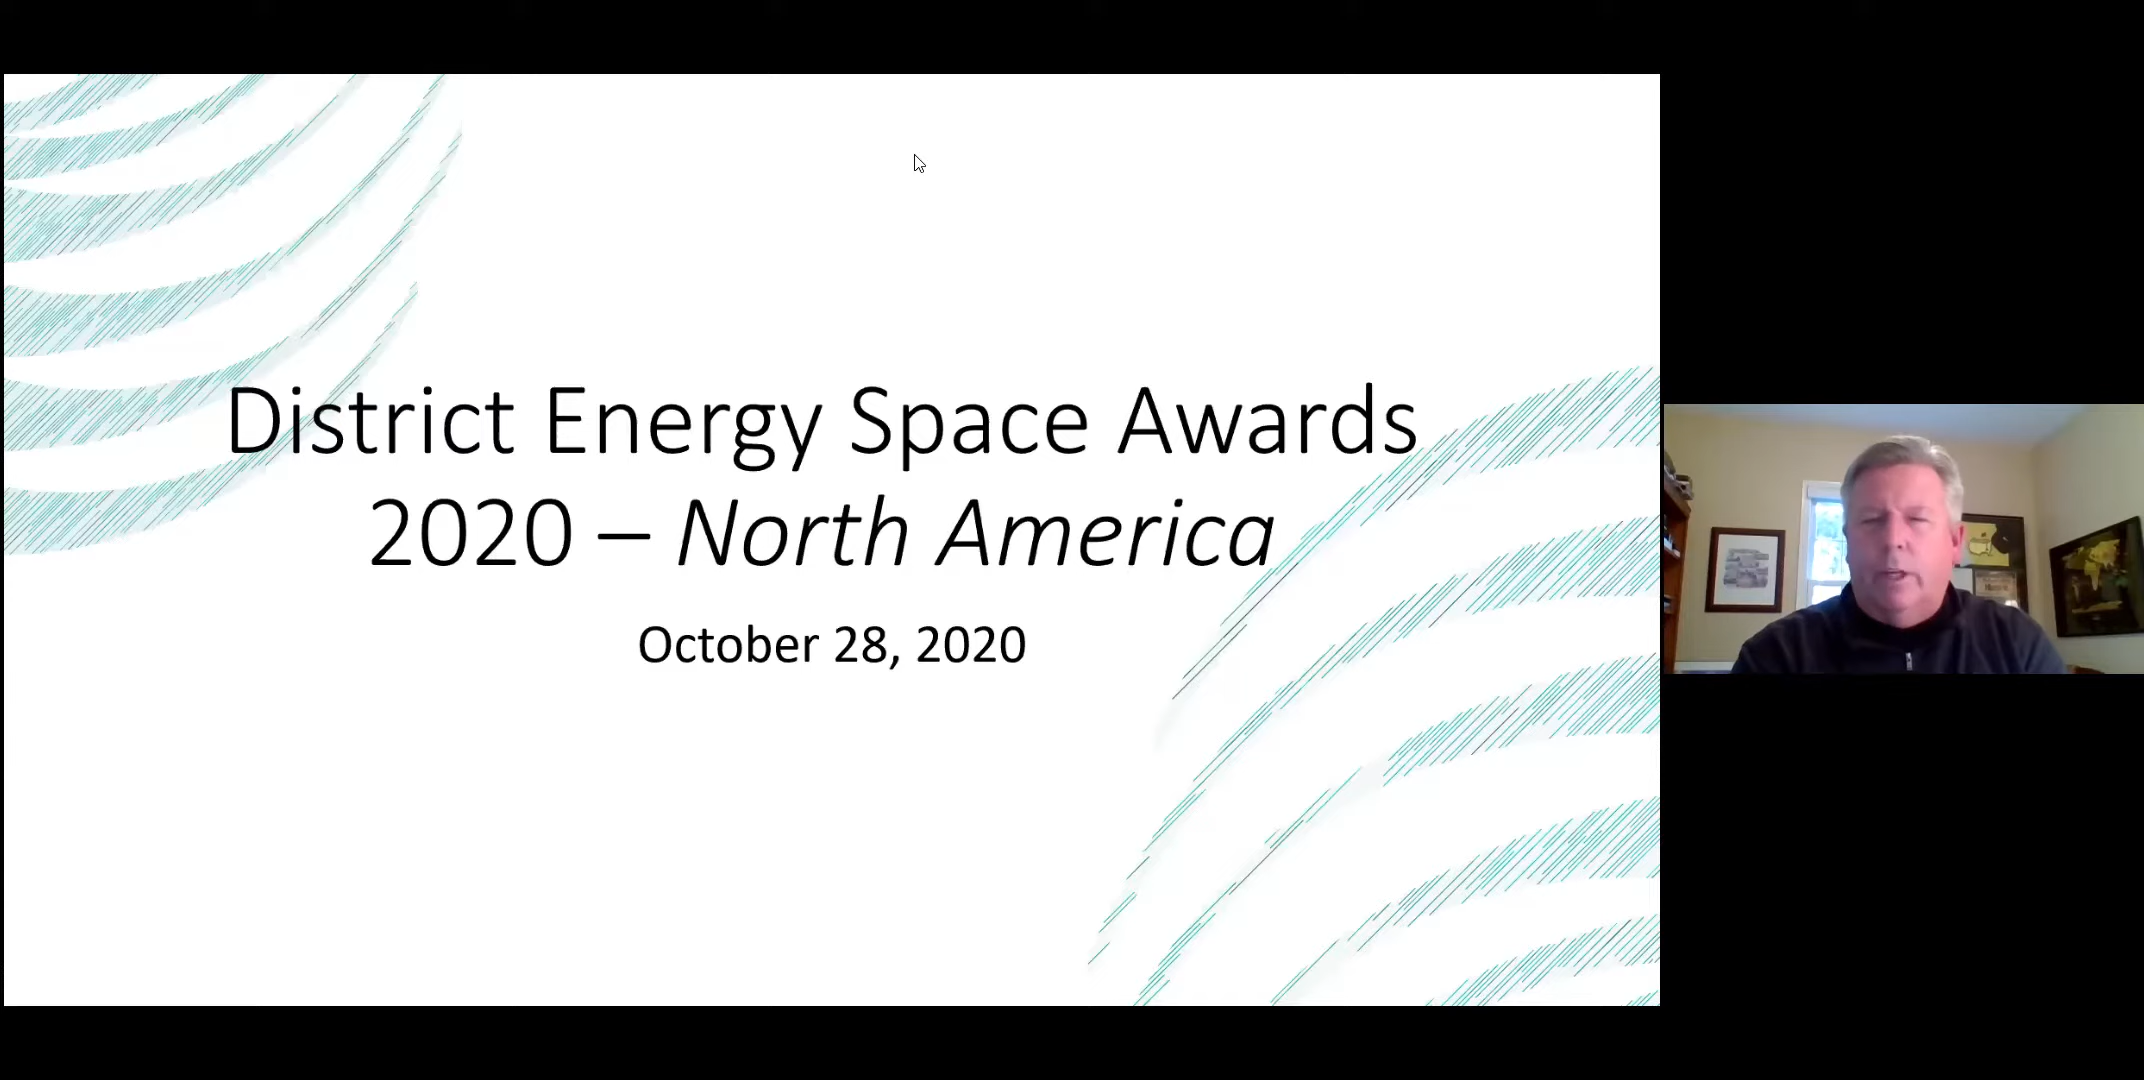 District Energy Space Awards
2020 – North America
October 28, 2020